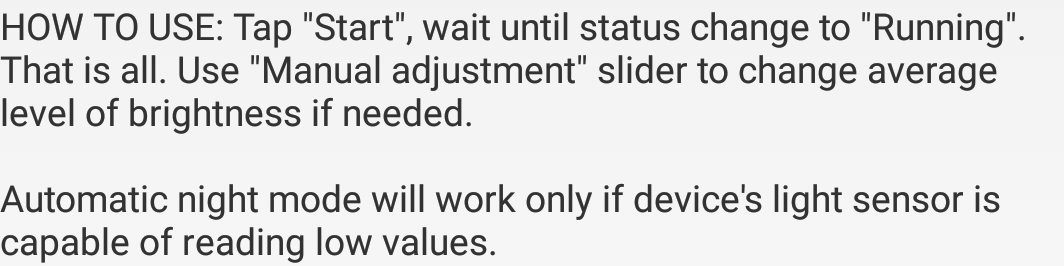 HOW TO USE: Tap "Start", wait until status change to "Running".
That is all. Use "Manual adjustment" slider to change average
level of brightness if needed.
Automatic night mode will work only if device's light sensor is
capable of reading low values.